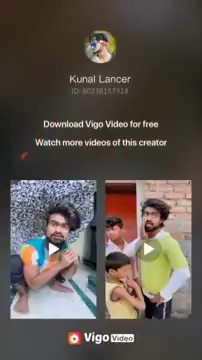 Kunal Lancer
ID: 80738157518
Download Vigo Video for free
Watch more videos of this creator
Vigo Video